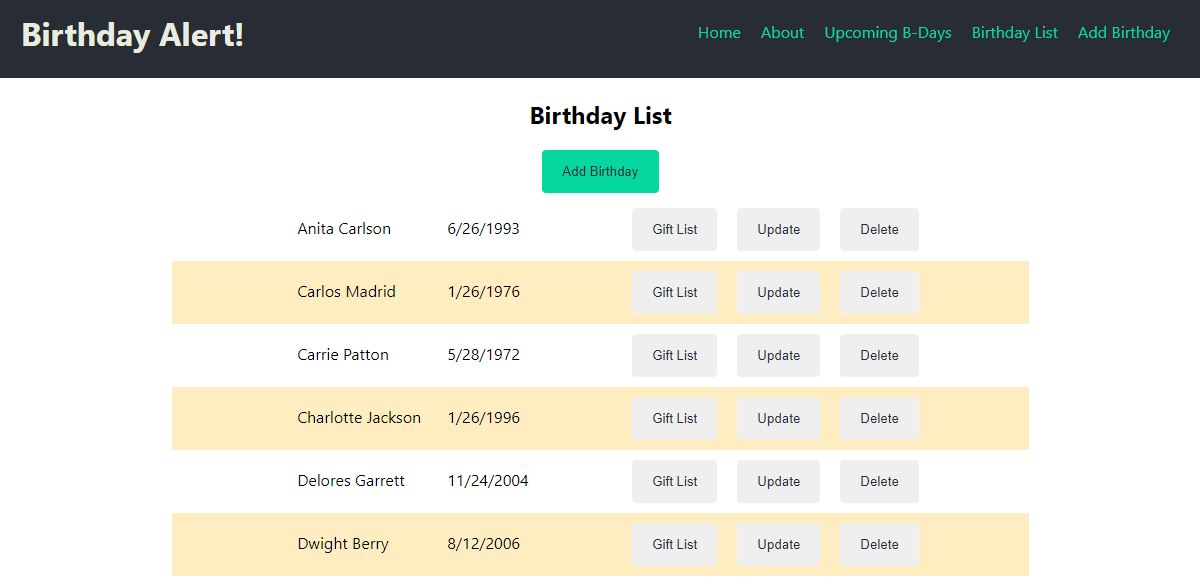 Birthday Alert!
Home About Upcoming B-Days Birthday List Add Birthday
Birthday List
Add Birthday
Anita Carlson 6/26/1993 Gift List Update Delete
Carlos Madrid 1/26/1976 Gift List Update Delete
Carrie Patton 5/28/1972 Gift List Update Delete
Charlotte Jackson 1/26/1996 Gift List Update Delete
Delores Garrett 11/24/2004 Gift List Update Delete
Dwight Berry 8/12/2006 Gift List Update Delete